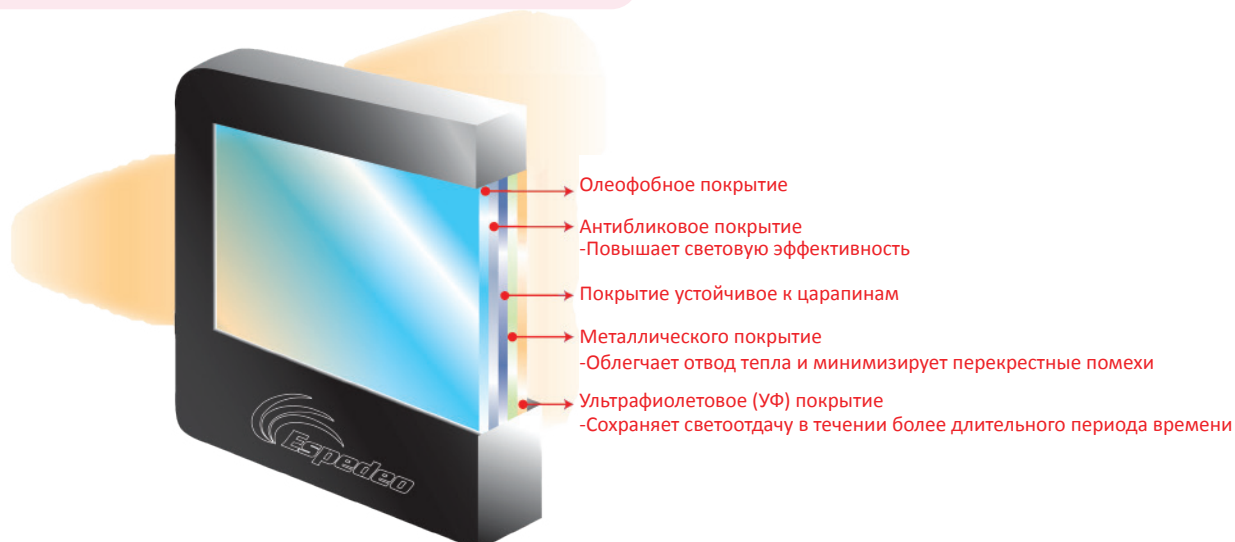 Олеофобное покрытие
Антибликовое покрытие
-Повышает световую эффективность
Покрытие устойчивое к царапинам
Металлического покрытие
-Облегчает отвод тепла и минимизирует перекрестные помехи
Ультрафиолетовое (УФ) покрытие
-Сохраняет светоотдачу в течении более длительного периода времени
Espedeo